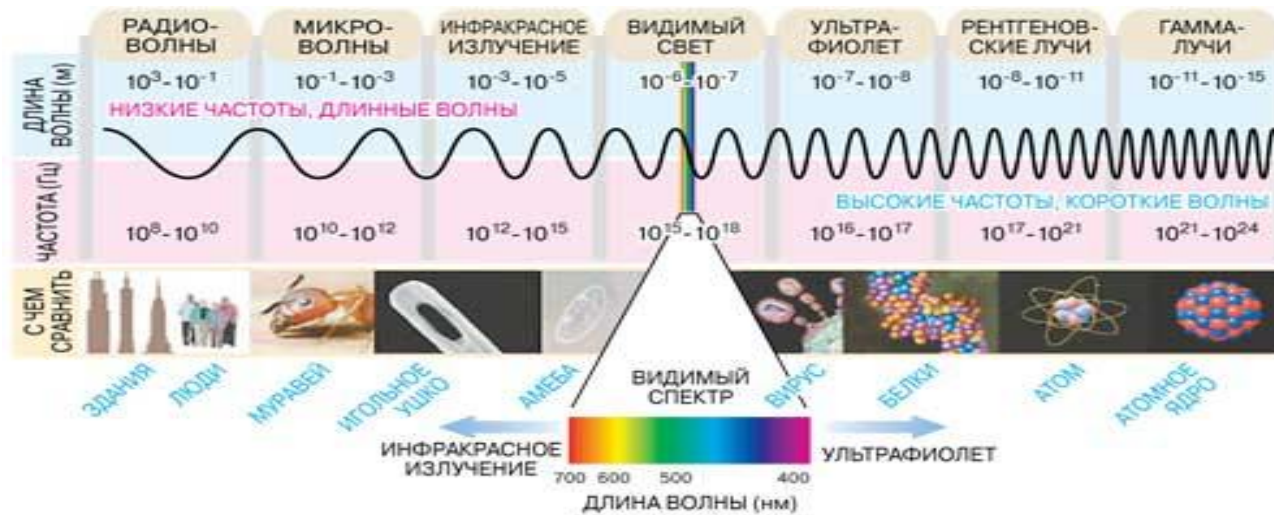 РАДИО-
ВОЛНЫ
МИКРО-
ВОЛНЫ
ИНФРАКРАСНОЕ
ИЗЛУЧЕНИЕ
ВИДИМЫЙ
СВЕТ
УЛЬТРА-
ФИОЛЕТ
РЕНТГЕНОВ-
СКИЕ ЛУЧИ
ГАММА-
ЛУЧИ
ДЛИНА
ВОЛНЫ (м)
10³-10⁻¹
10⁻¹-10⁻³
10⁻³-10⁻⁵
10⁻⁶-10⁻⁷
10⁻⁷-10⁻⁸
10⁻⁸-10⁻¹¹
10⁻¹¹-10⁻¹⁵
НИЗКИЕ ЧАСТОТЫ, ДЛИННЫЕ ВОЛНЫ
ЧАСТОТА (Гц)
ВЫСОКИЕ ЧАСТОТЫ, КОРОТКИЕ ВОЛНЫ
10⁸-10¹⁰
10¹⁰-10¹²
10¹²-10¹⁵
10¹⁵-10¹⁸
10¹⁶-10¹⁷
10¹⁷-10²¹
10²¹-10²⁴
С ЧЕМ
СРАВНИТЬ
ЗДАНИЯ
ЛЮДИ
МУРАВЕЙ
ИГОЛЬНОЕ
УШКО
АМЕБА
ВИРУС
БЕЛКИ
АТОМ
АТОМНОЕ
ЯДРО
ВИДИМЫЙ
СПЕКТР
ИНФРАКРАСНОЕ
ИЗЛУЧЕНИЕ
УЛЬТРАФИОЛЕТ
700 600 500 400
ДЛИНА ВОЛНЫ (нм)